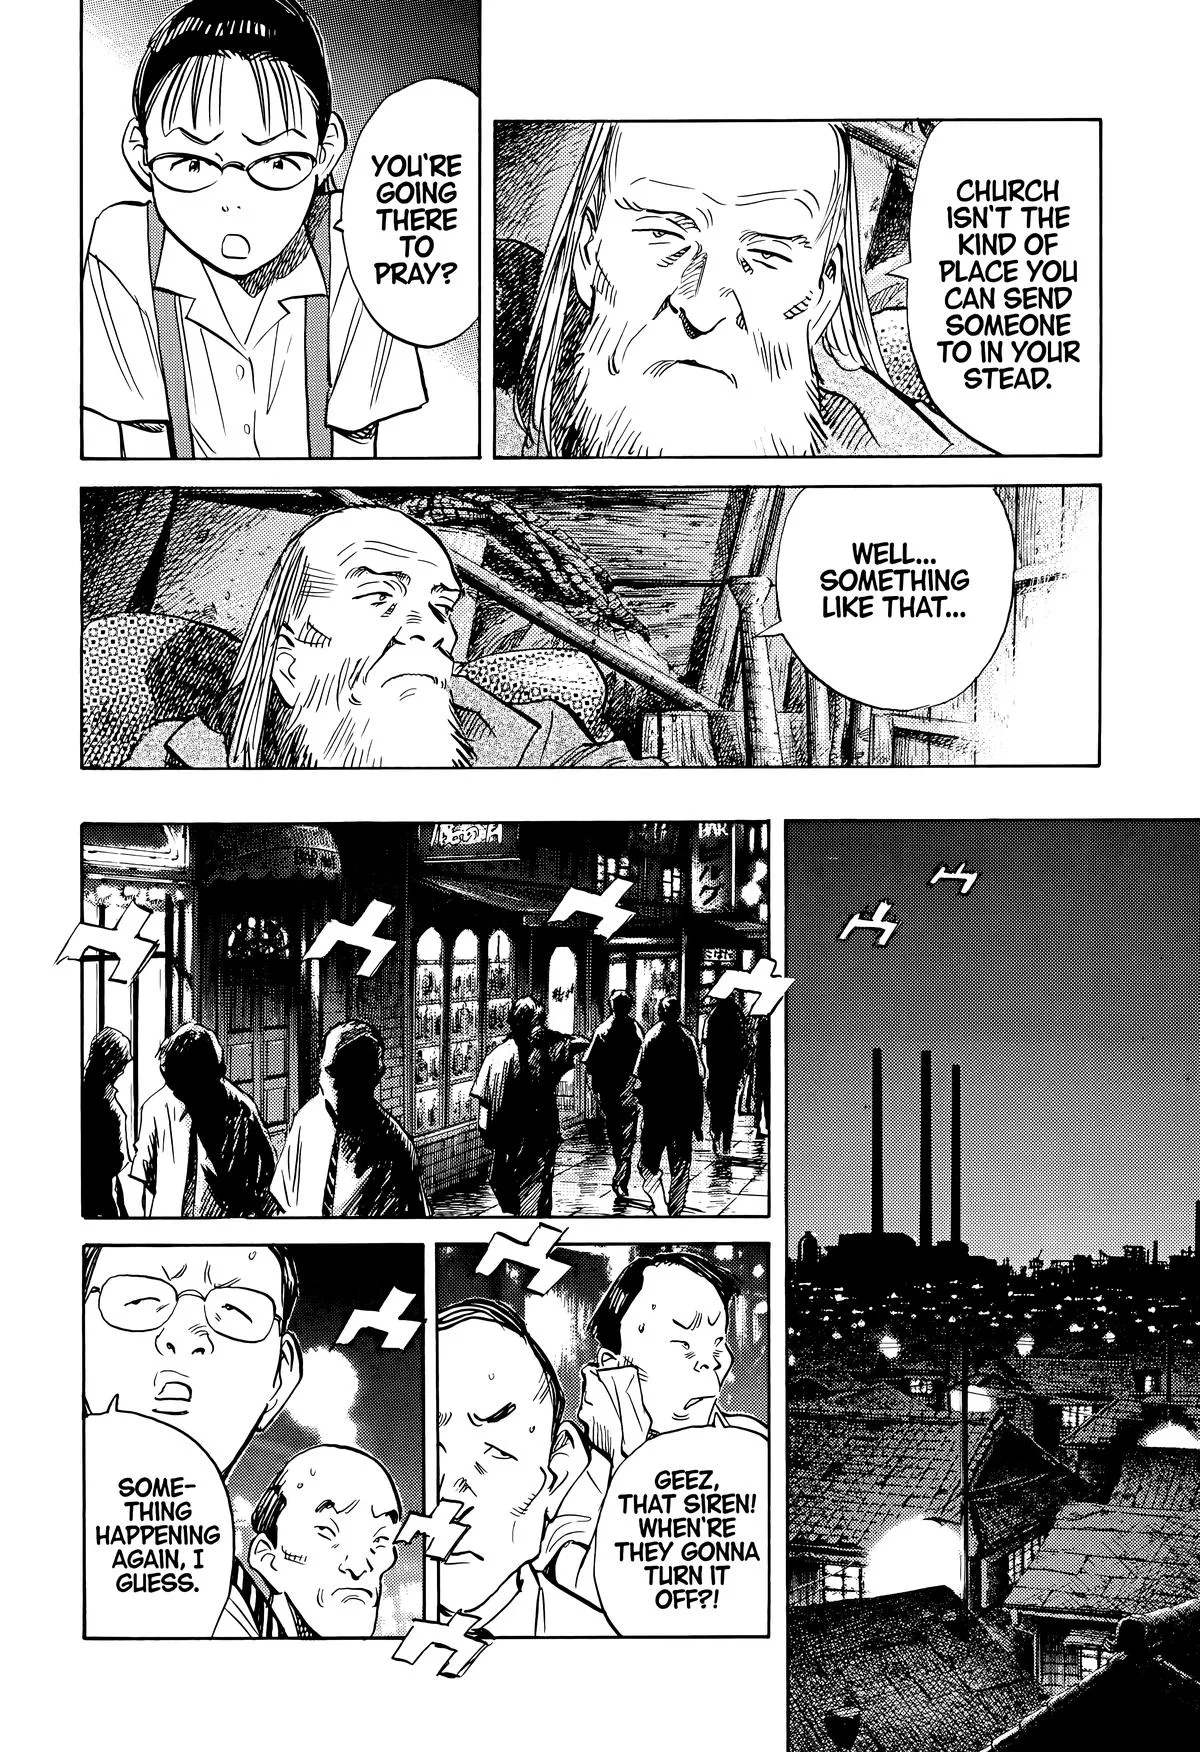 CHURCH
ISN'T THE
KIND OF
PLACE YOU
CAN SEND
SOMEONE
TO IN YOUR
STEAD.
YOU'RE
GOING
THERE
TO
PRAY?
WELL...
SOMETHING
LIKE THAT...
BAR
GEEZ,
THAT SIREN!
WHEN'RE
THEY GONNA
TURN IT
OFF?!
SOME-
THING
HAPPENING
AGAIN, I
GUESS.